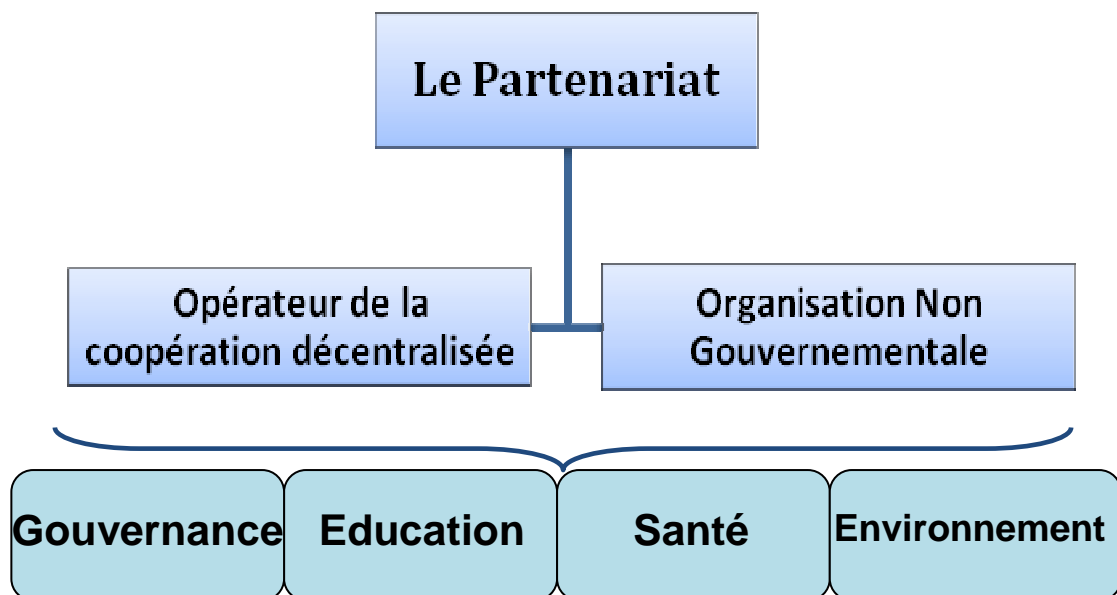 Le Partenariat
Opérateur de la
coopération décentralisée
Organisation Non
Gouvernementale
Gouvernance
Education
Santé
Environnement